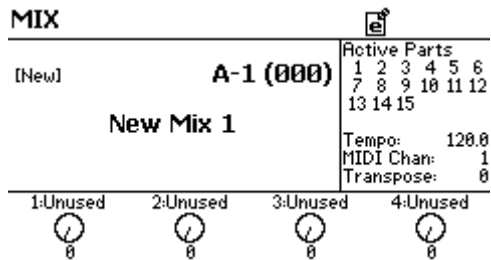 MIX
e
[New]
A-1 (000)
New Mix 1
Active Parts
1 2 3 4 5 6
7 8 9 10 11 12
13 14 15
Tempo: 120.0
MIDI Chan: 1
Transpose: 0
1:Unused 2:Unused 3:Unused 4:Unused
0 0 0 0